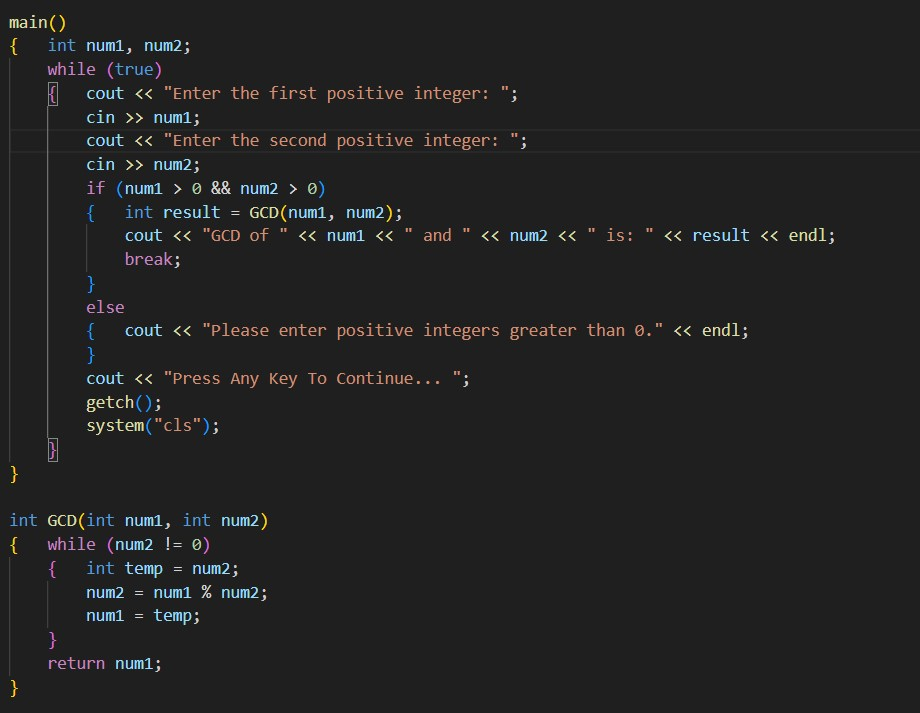 main()
{   int num1, num2;
    while (true)
    {   cout << "Enter the first positive integer: ";
        cin >> num1;
        cout << "Enter the second positive integer: ";
        cin >> num2;
        if (num1 > 0 && num2 > 0)
        {   int result = GCD(num1, num2);
            cout << "GCD of " << num1 << " and " << num2 << " is: " << result << endl;
            break;
        }
        else
        {   cout << "Please enter positive integers greater than 0." << endl;
        }
        cout << "Press Any Key To Continue... ";
        getch();
        system("cls");
    }
}

int GCD(int num1, int num2)
{   while (num2 != 0)
    {   int temp = num2;
        num2 = num1 % num2;
        num1 = temp;
    }
    return num1;
}